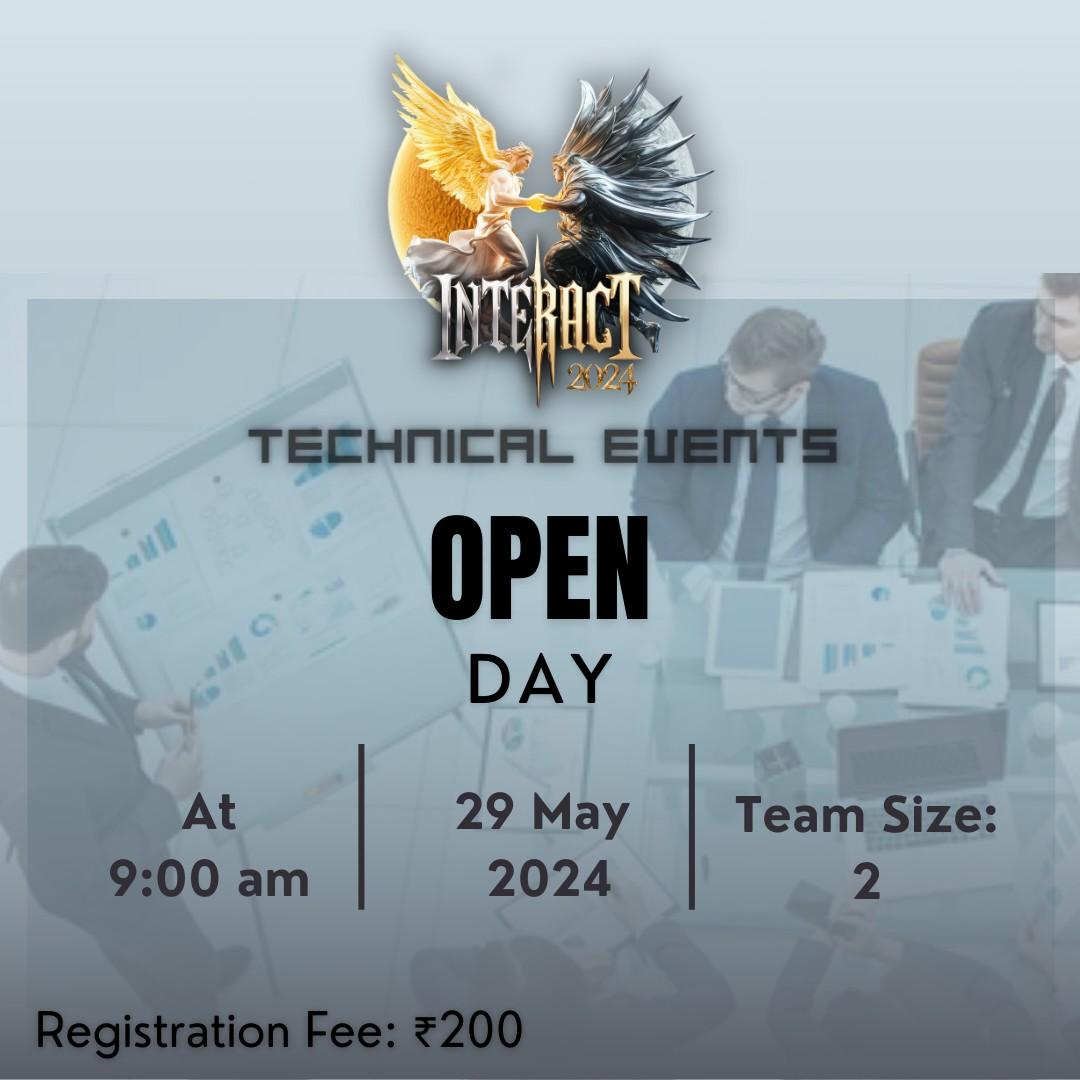 INTERACT
2024
TECHNICAL EVENTS
OPEN
DAY
At
9:00 am
29 May
2024
Team Size:
2
Registration Fee: ₹200